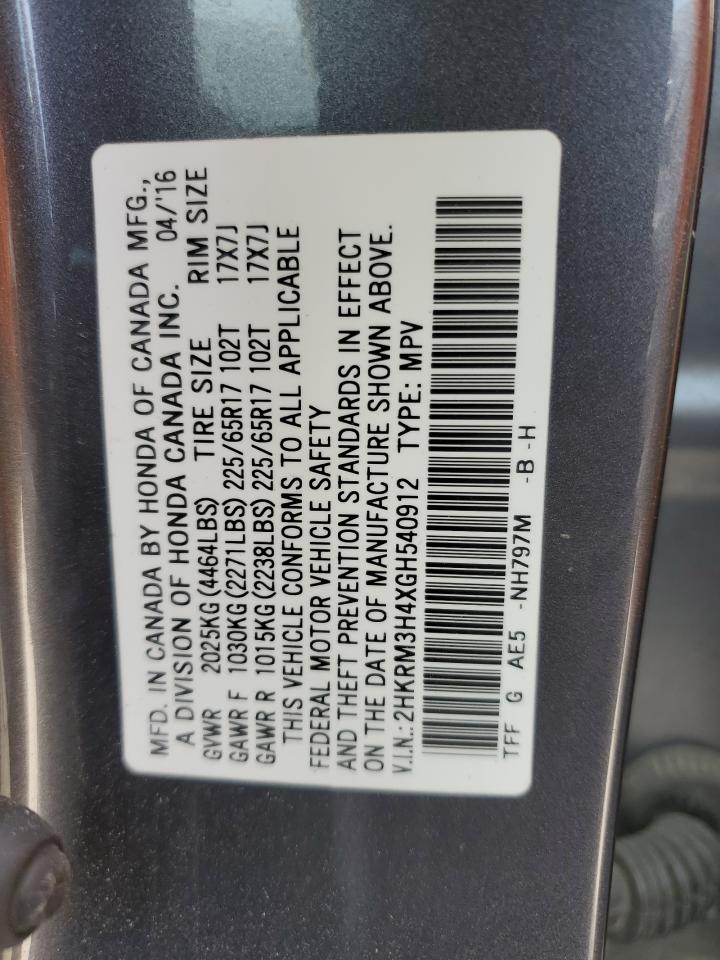 MFD. IN CANADA BY HONDA OF CANADA MFG.,
A DIVISION OF HONDA CANADA INC. 04/'16
GVWR 2025KG(4464LBS) TIRE SIZE RIM SIZE
GAWR F 1030KG(2271LBS) 225/65R17 102T 17X7J
GAWR R 1015KG(2238LBS) 225/65R17 102T 17X7J
THIS VEHICLE CONFORMS TO ALL APPLICABLE
FEDERAL MOTOR VEHICLE SAFETY
AND THEFT PREVENTION STANDARDS IN EFFECT
ON THE DATE OF MANUFACTURE SHOWN ABOVE.
V.I.N.:2HKRM3H4XGH540912 TYPE: MPV
TFF G AE5 -NH797M -B -H